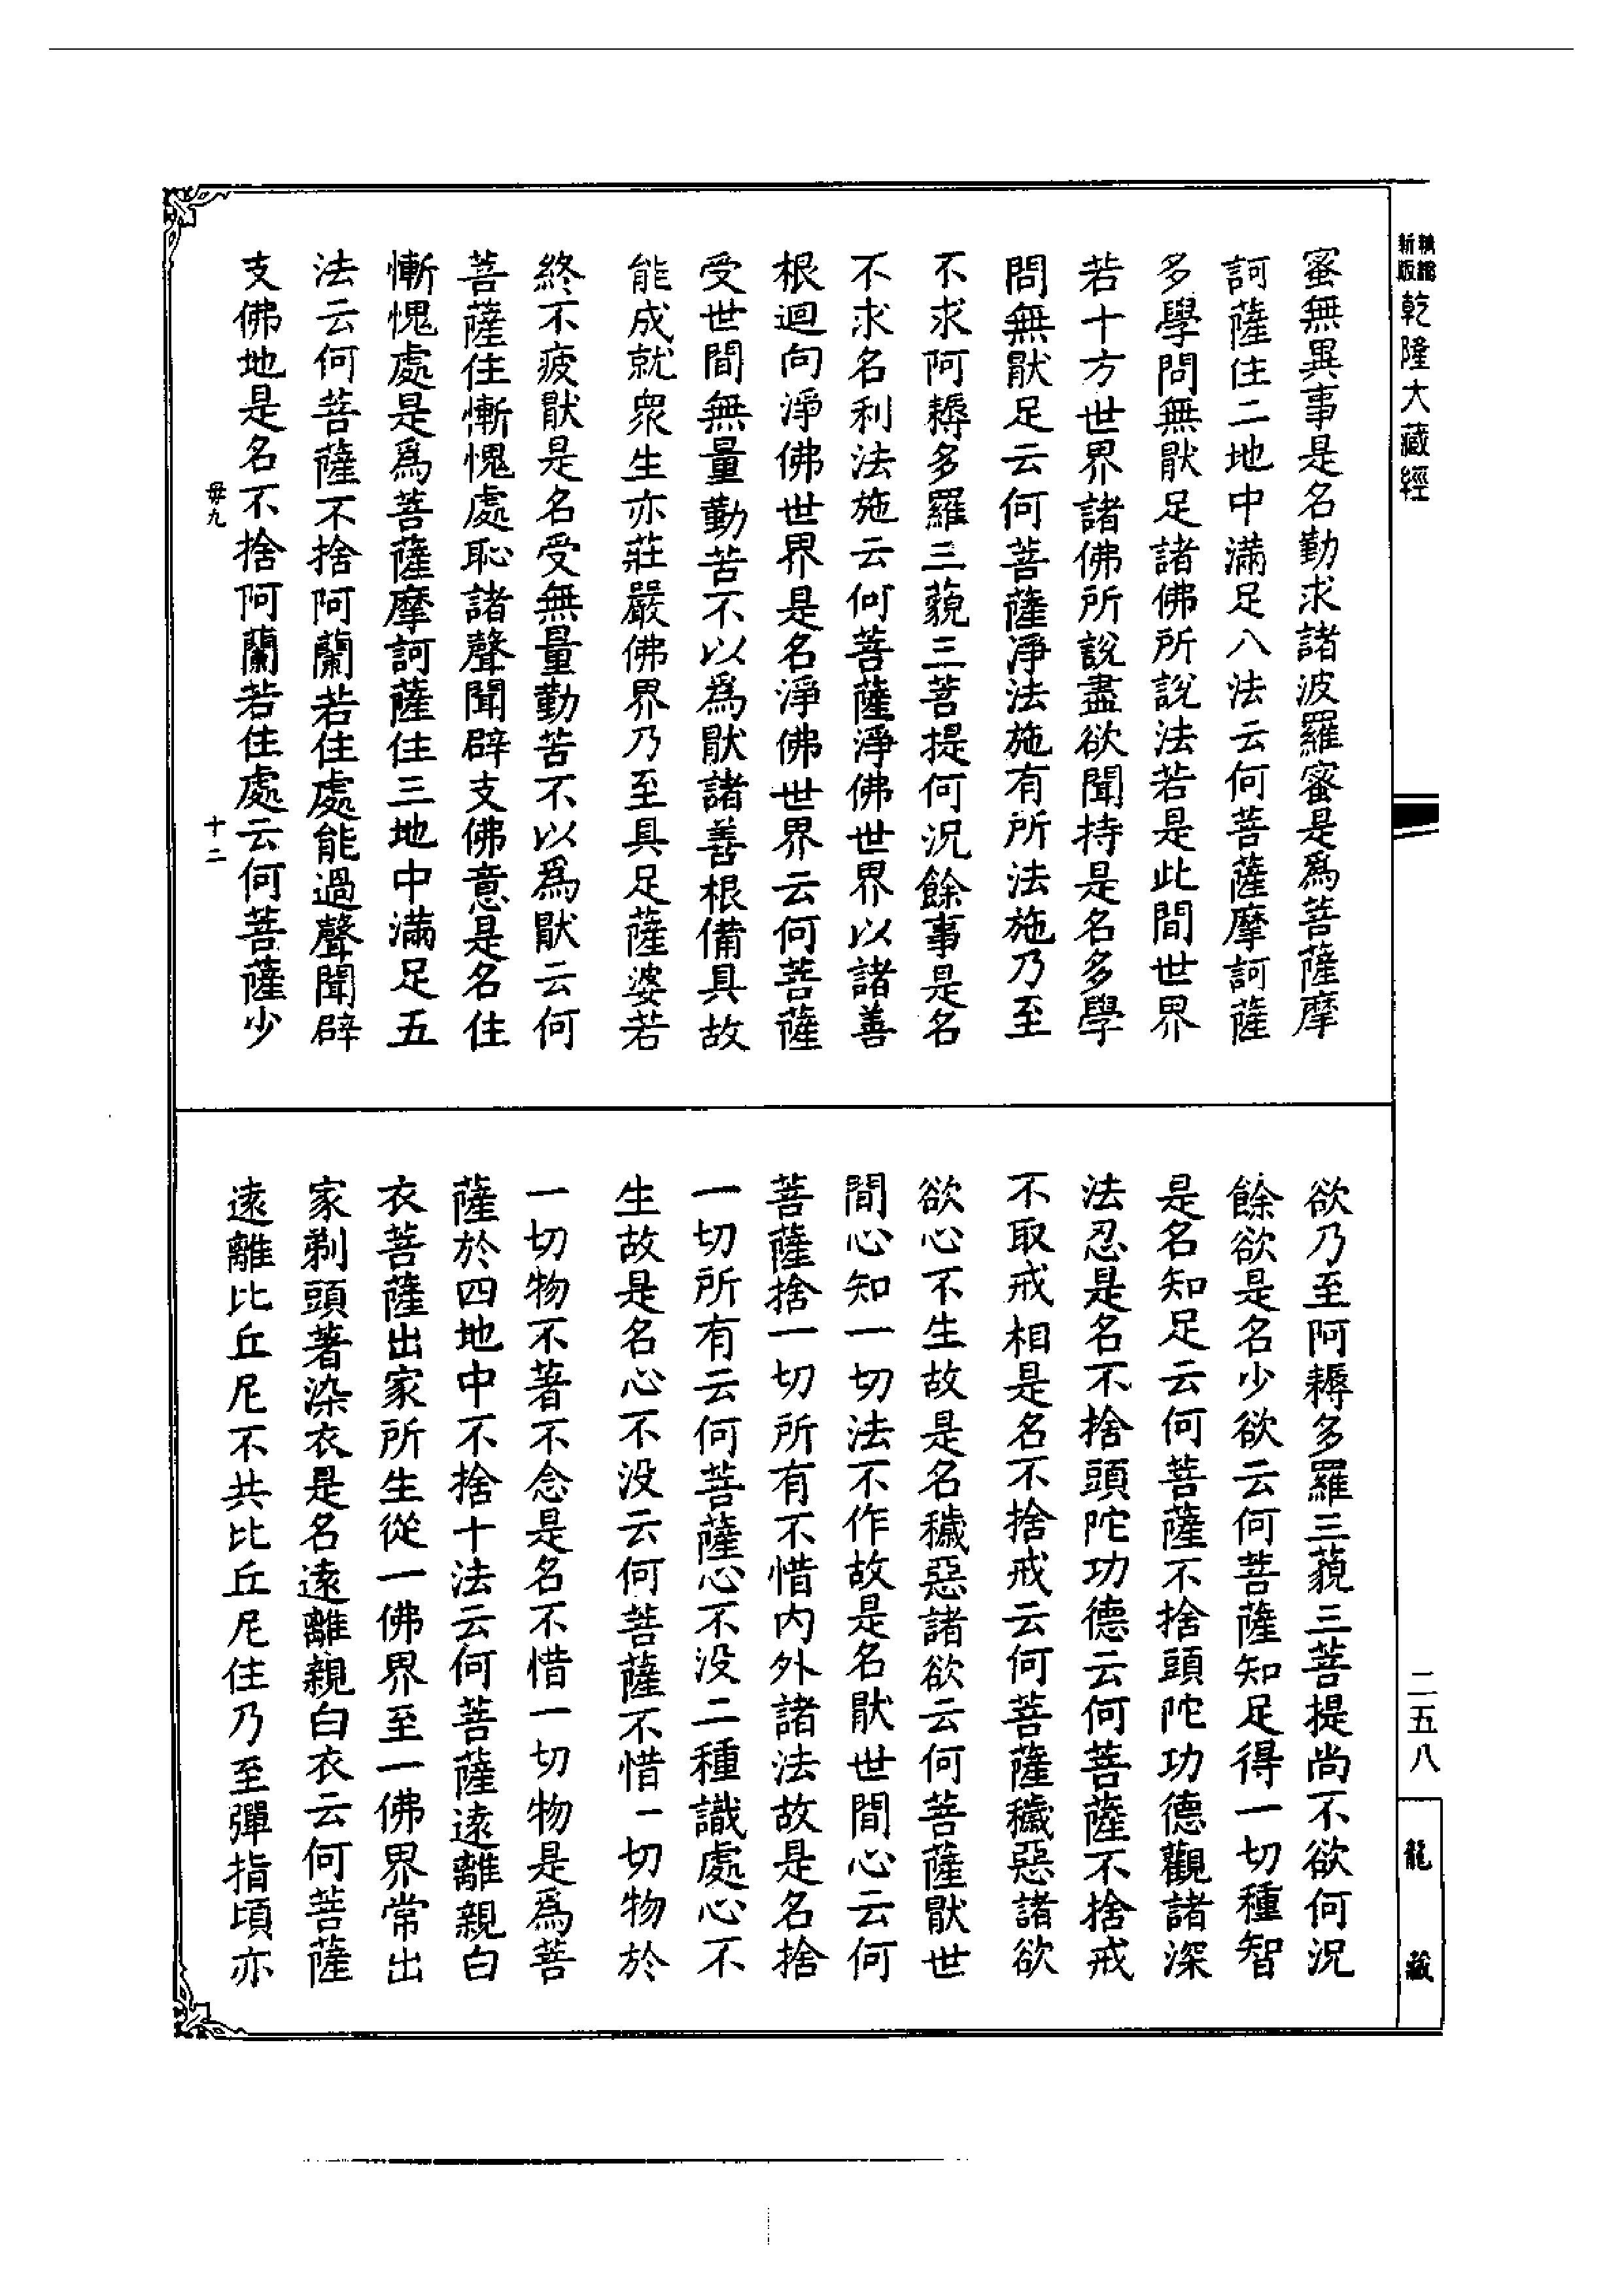 新版
精縮
乾隆大藏經
蜜無異事是名勤求諸波羅蜜是爲菩薩摩
訶薩住二地中滿足八法云何菩薩摩訶薩
多學問無猒足諸佛所說法若是此間世界
若十方世界諸佛所說盡欲聞持是名多學
問無猒足云何菩薩淨法施有所法施乃至
不求阿耨多羅三藐三菩提何況餘事是名
不求名利法施云何菩薩淨佛世界以諸善
根迴向淨佛世界是名淨佛世界云何菩薩
受世間無量勤苦不以爲猒諸善根備具故
能成就衆生亦莊嚴佛界乃至具足薩婆若
終不疲猒是名受無量勤苦不以爲猒云何
菩薩住慚愧處恥諸聲聞辟支佛意是名住
慚愧處是爲菩薩摩訶薩住三地中滿足五
法云何菩薩不捨阿蘭若住處能過聲聞辟
支佛地是名不捨阿蘭若住處云何菩薩少
毋九
十二
欲乃至阿耨多羅三藐三菩提尚不欲何況
餘欲是名少欲云何菩薩知足得一切種智
是名知足云何菩薩不捨頭陀功德觀諸深
法忍是名不捨頭陀功德云何菩薩不捨戒
不取戒相是名不捨戒云何菩薩穢惡諸欲
欲心不生故是名穢惡諸欲云何菩薩猒世
間心知一切法不作故是名猒世間心云何
菩薩捨一切所有不惜内外諸法故是名捨
一切所有云何菩薩心不没二種識處心不
生故是名心不没云何菩薩不惜一切物於
一切物不著不念是名不惜一切物是爲菩
薩於四地中不捨十法云何菩薩遠離親白
衣菩薩出家所生從一佛界至一佛界常出
家剃頭著染衣是名遠離親白衣云何菩薩
遠離比丘尼不共比丘尼住乃至彈指頃亦
二五八
龍藏